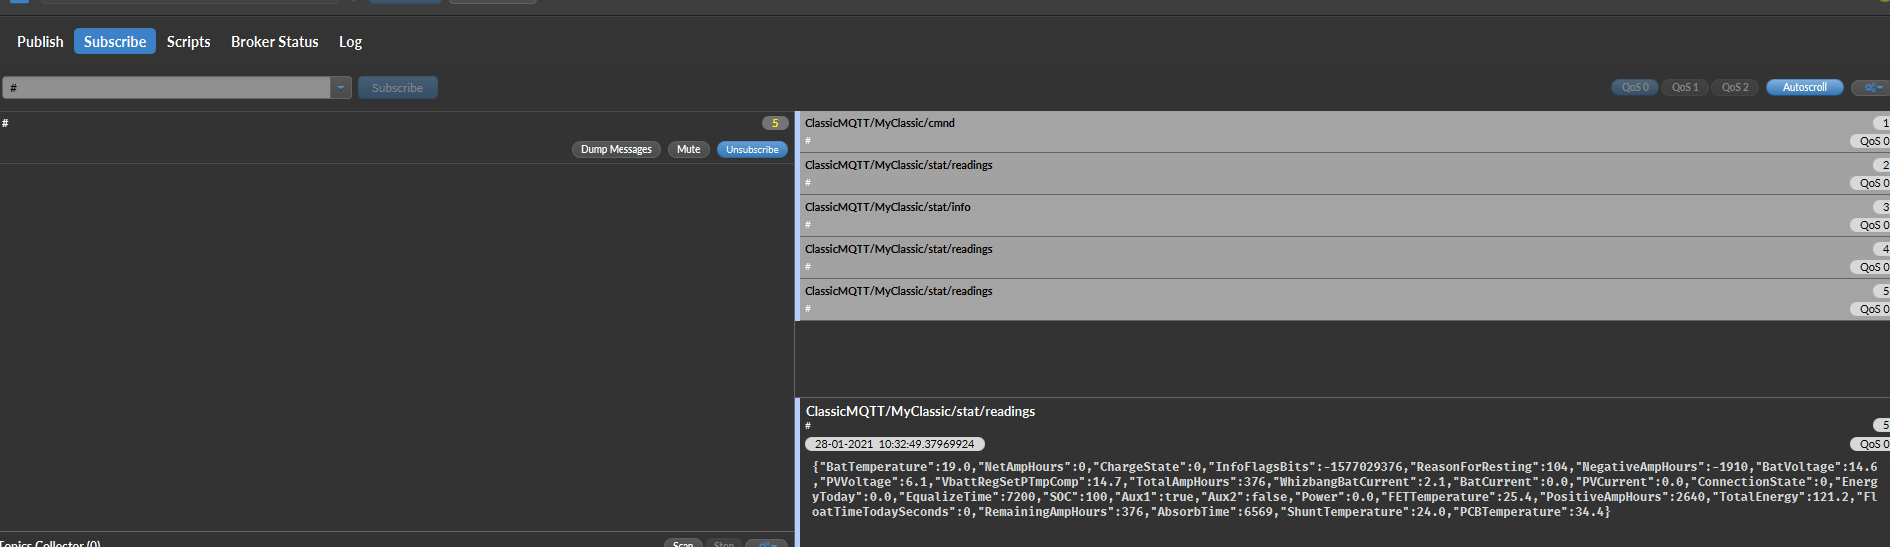 Publish Subscribe Scripts Broker Status Log
# Subscribe QoS 0 QoS 1 QoS 2 Autoscroll
# 5
Dump Messages Mute Unsubscribe
ClassicMQTT/MyClassic/cmnd 1
# QoS 0
ClassicMQTT/MyClassic/stat/readings 2
# QoS 0
ClassicMQTT/MyClassic/stat/info 3
# QoS 0
ClassicMQTT/MyClassic/stat/readings 4
# QoS 0
ClassicMQTT/MyClassic/stat/readings 5
# QoS 0
ClassicMQTT/MyClassic/stat/readings
# 5
28-01-2021 10:32:49.37969924 QoS 0
{"BatTemperature":19.0,"NetAmpHours":0,"ChargeState":0,"InfoFlagsBits":-1577029376,"ReasonForResting":104,"NegativeAmpHours":-1910,"BatVoltage":14.6
,"PVVoltage":6.1,"VbattRegSetPTmpComp":14.7,"TotalAmpHours":376,"WhizbangBatCurrent":2.1,"BatCurrent":0.0,"PVCurrent":0.0,"ConnectionState":0,"Energ
yToday":0.0,"EqualizeTime":7200,"SOC":100,"Aux1":true,"Aux2":false,"Power":0.0,"FETTemperature":25.4,"PositiveAmpHours":2640,"TotalEnergy":121.2,"Fl
oatTimeTodaySeconds":0,"RemainingAmpHours":376,"AbsorbTime":6569,"ShuntTemperature":24.0,"PCBTemperature":34.4}
Topics Collector (0) Scan Stop